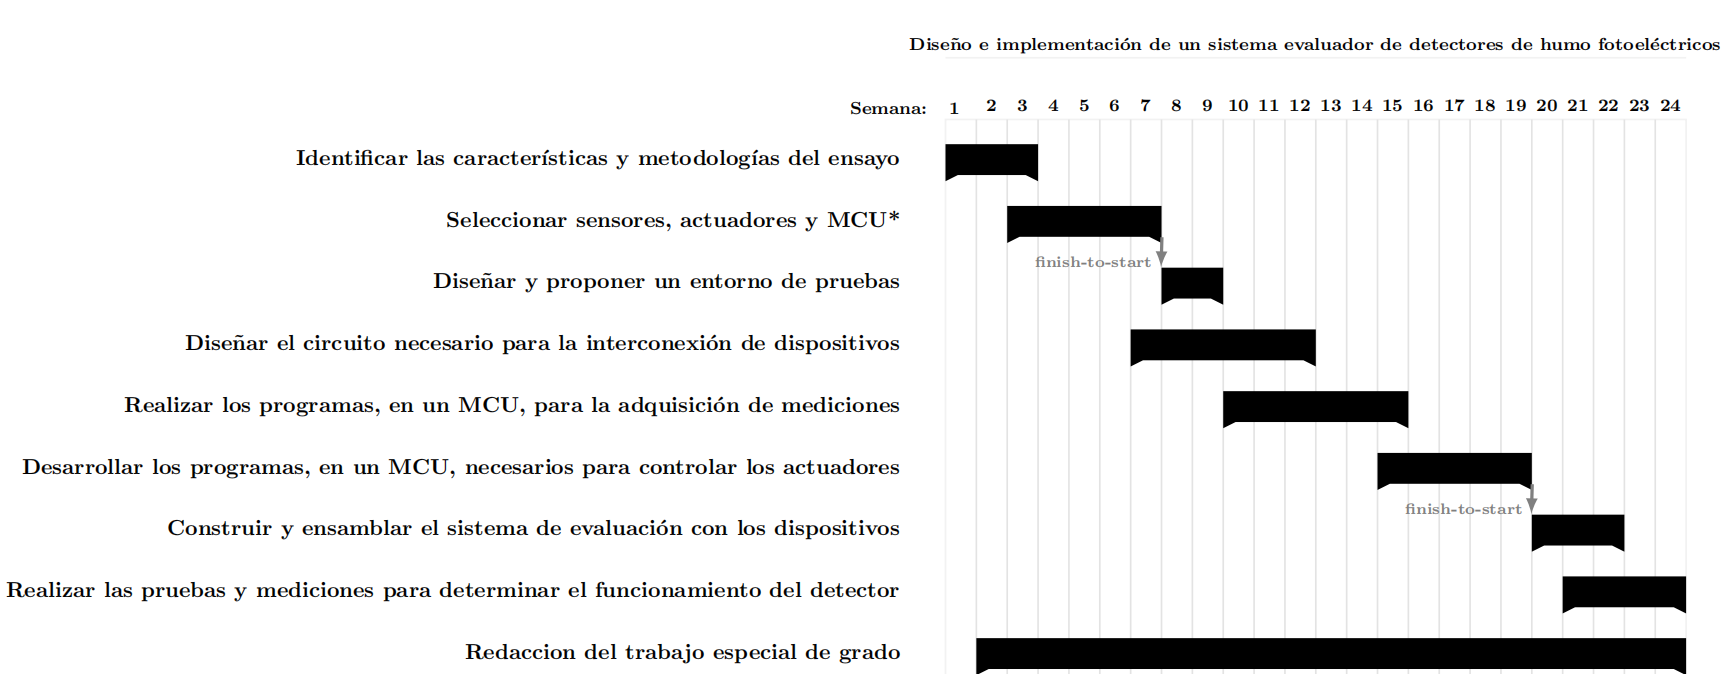 Diseño e implementación de un sistema evaluador de detectores de humo fotoeléctricos
Semana: 1 2 3 4 5 6 7 8 9 10 11 12 13 14 15 16 17 18 19 20 21 22 23 24
Identificar las características y metodologías del ensayo
Seleccionar sensores, actuadores y MCU*
finish-to-start
Diseñar y proponer un entorno de pruebas
Diseñar el circuito necesario para la interconexión de dispositivos
Realizar los programas, en un MCU, para la adquisición de mediciones
Desarrollar los programas, en un MCU, necesarios para controlar los actuadores
finish-to-start
Construir y ensamblar el sistema de evaluación con los dispositivos
Realizar las pruebas y mediciones para determinar el funcionamiento del detector
Redaccion del trabajo especial de grado